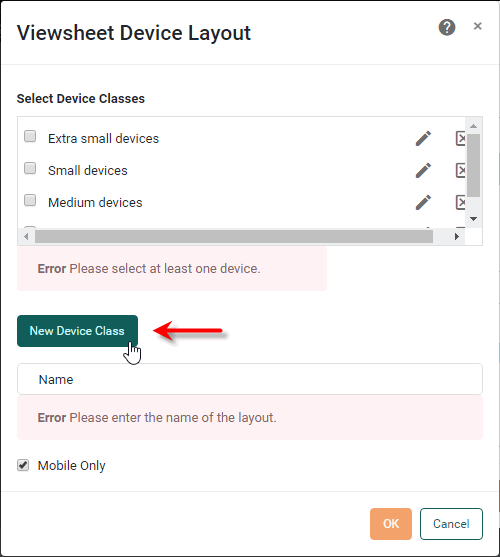 Viewsheet Device Layout
? ×
Select Device Classes
Extra small devices
Small devices
Medium devices
Error Please select at least one device.
New Device Class
Name
Error Please enter the name of the layout.
Mobile Only
OK Cancel